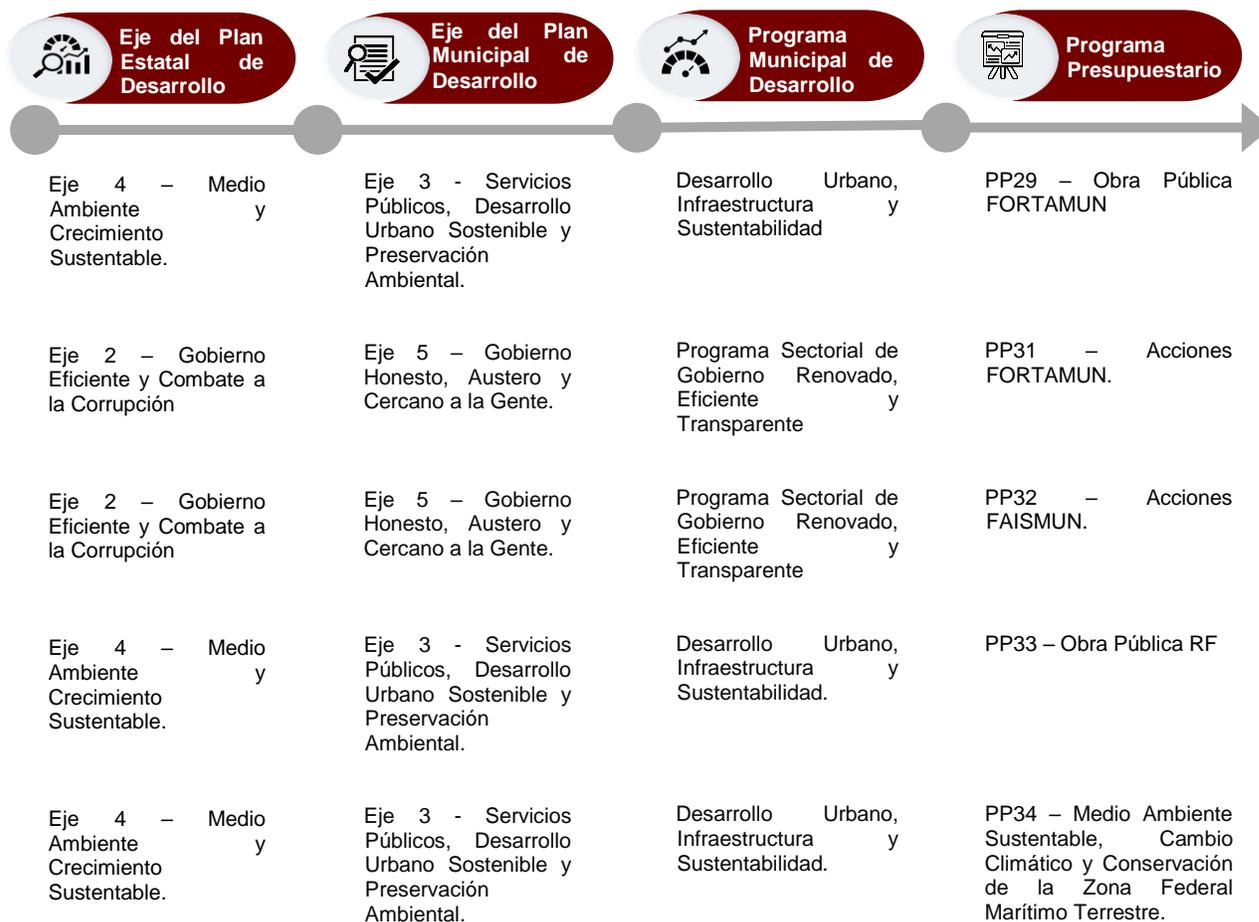 Eje del Plan
Estatal de
Desarrollo
Eje del Plan
Municipal de
Desarrollo
Programa
Municipal de
Desarrollo
Programa
Presupuestario
Eje 4 – Medio
Ambiente y
Crecimiento
Sustentable.
Eje 3 - Servicios
Públicos, Desarrollo
Urbano Sostenible y
Preservación
Ambiental.
Desarrollo Urbano,
Infraestructura y
Sustentabilidad
PP29 – Obra Pública
FORTAMUN
Eje 2 – Gobierno
Eficiente y Combate a
la Corrupción
Eje 5 – Gobierno
Honesto, Austero y
Cercano a la Gente.
Programa Sectorial de
Gobierno Renovado,
Eficiente y
Transparente
PP31 – Acciones
FORTAMUN.
Eje 2 – Gobierno
Eficiente y Combate a
la Corrupción
Eje 5 – Gobierno
Honesto, Austero y
Cercano a la Gente.
Programa Sectorial de
Gobierno Renovado,
Eficiente y
Transparente
PP32 – Acciones
FAISMUN.
Eje 4 – Medio
Ambiente y
Crecimiento
Sustentable.
Eje 3 - Servicios
Públicos, Desarrollo
Urbano Sostenible y
Preservación
Ambiental.
Desarrollo Urbano,
Infraestructura y
Sustentabilidad.
PP33 – Obra Pública RF
Eje 4 – Medio
Ambiente y
Crecimiento
Sustentable.
Eje 3 - Servicios
Públicos, Desarrollo
Urbano Sostenible y
Preservación
Ambiental.
Desarrollo Urbano,
Infraestructura y
Sustentabilidad.
PP34 – Medio Ambiente
Sustentable, Cambio
Climático y Conservación
de la Zona Federal
Marítimo Terrestre.